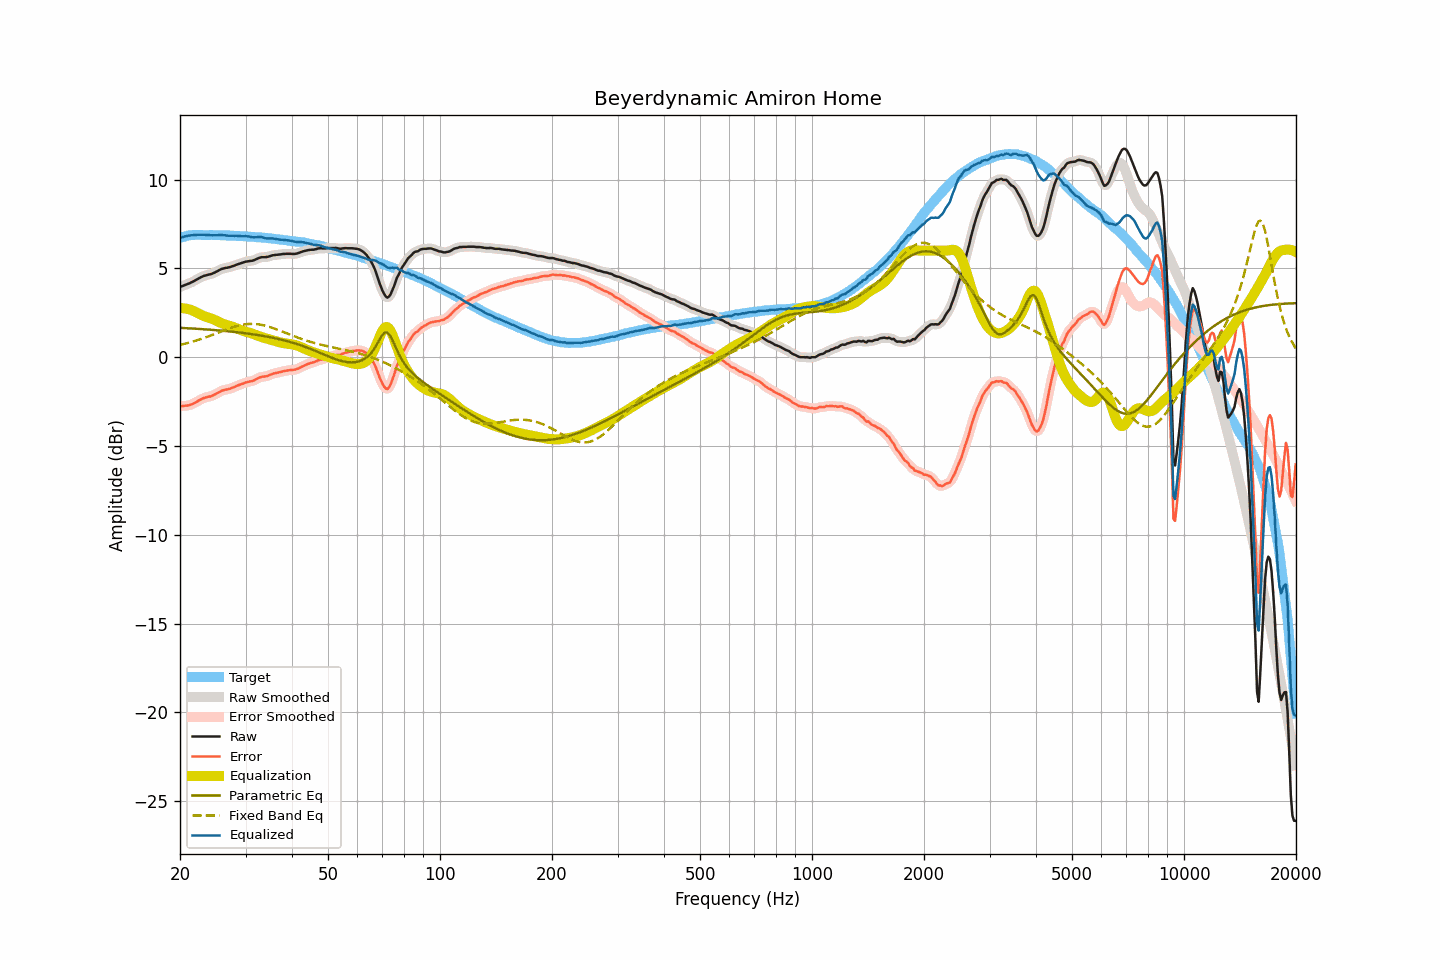 Beyerdynamic Amiron Home
Amplitude (dBr)
10
5
0
−5
−10
−15
−20
−25
Target
Raw Smoothed
Error Smoothed
Raw
Error
Equalization
Parametric Eq
Fixed Band Eq
Equalized
20 50 100 200 500 1000 2000 5000 10000 20000
Frequency (Hz)